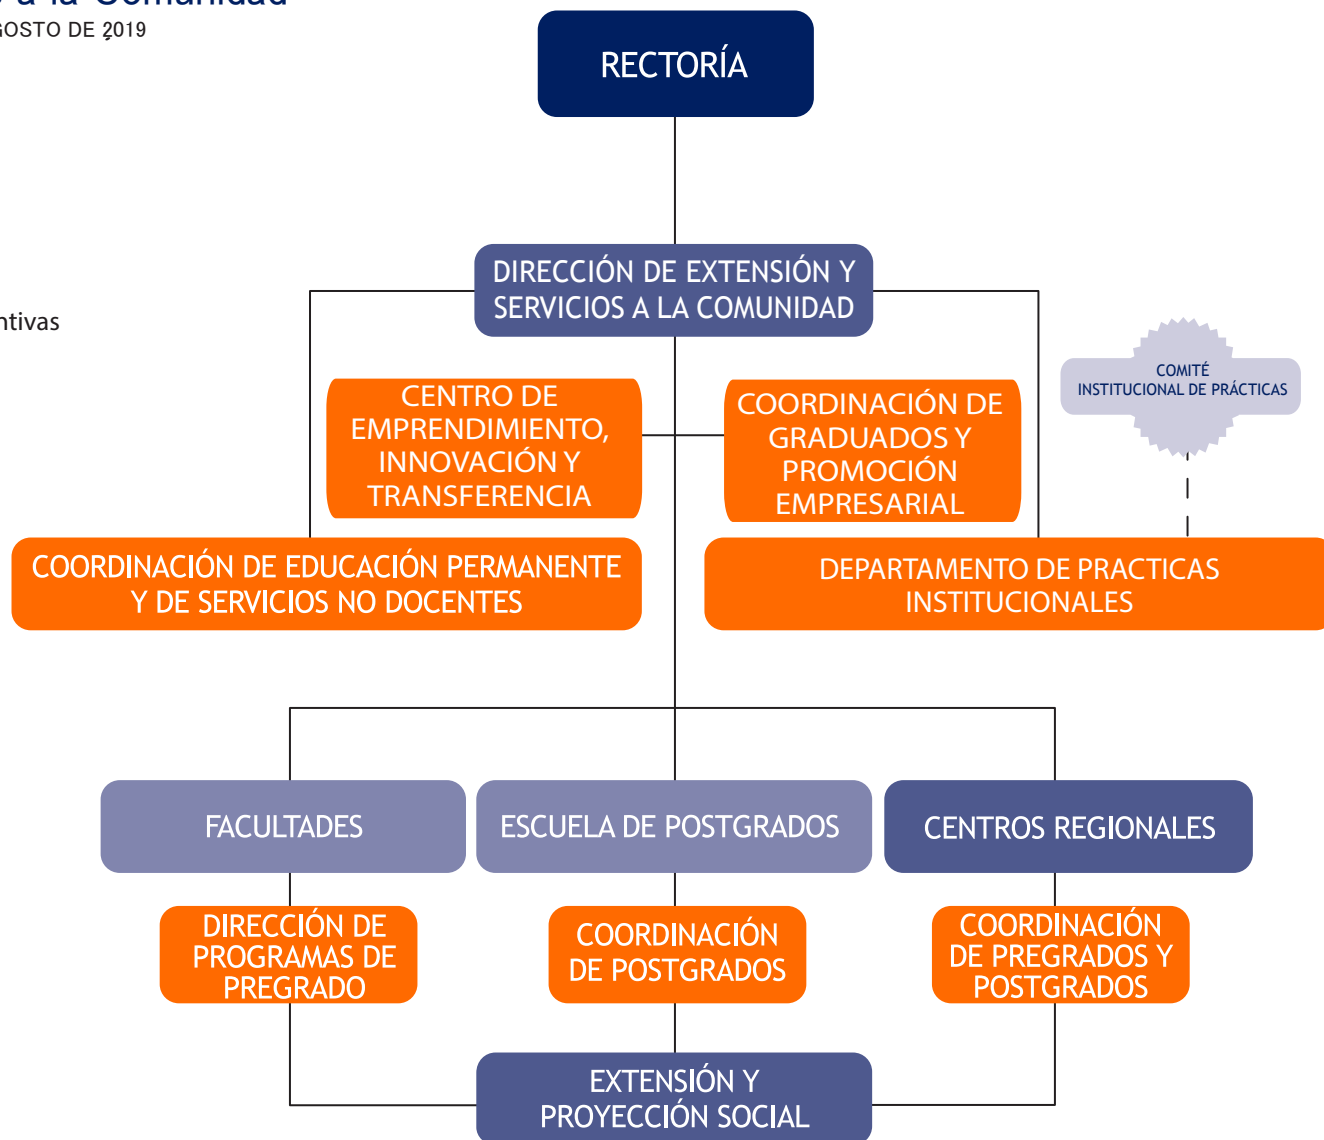 a la Comunidad
GOSTO DE 2019
RECTORÍA
DIRECCIÓN DE EXTENSIÓN Y
SERVICIOS A LA COMUNIDAD
ntivas
COMITÉ
INSTITUCIONAL DE PRÁCTICAS
CENTRO DE
EMPRENDIMIENTO,
INNOVACIÓN Y
TRANSFERENCIA
COORDINACIÓN DE
GRADUADOS Y
PROMOCIÓN
EMPRESARIAL
COORDINACIÓN DE EDUCACIÓN PERMANENTE
Y DE SERVICIOS NO DOCENTES
DEPARTAMENTO DE PRACTICAS
INSTITUCIONALES
FACULTADES
ESCUELA DE POSTGRADOS
CENTROS REGIONALES
DIRECCIÓN DE
PROGRAMAS DE
PREGRADO
COORDINACIÓN
DE POSTGRADOS
COORDINACIÓN
DE PREGRADOS Y
POSTGRADOS
EXTENSIÓN Y
PROYECCIÓN SOCIAL